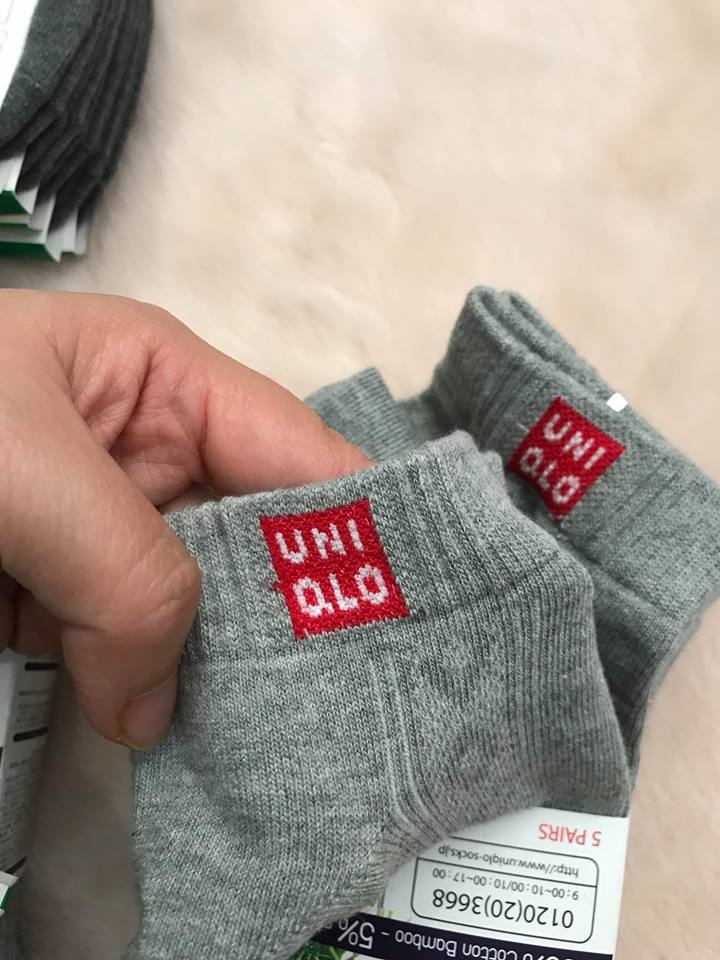 UNI
QLO
UNI
QLO
Cotton Bamboo - 5%
0120(20)3668
9:00~10:00/10:00~17:00
http://www.uniqlo-socks.jp
5 PAIRS